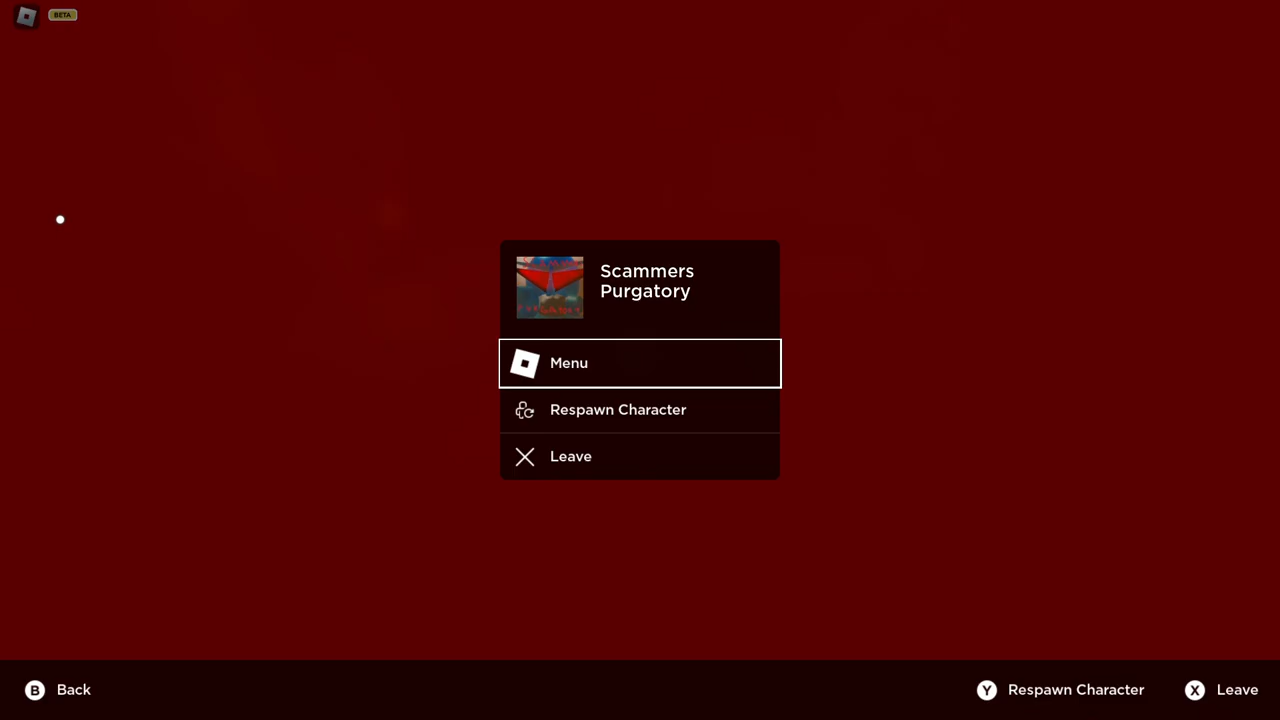 BETA
Scammers
Purgatory
Menu
Respawn Character
Leave
B Back
Y Respawn Character
X Leave